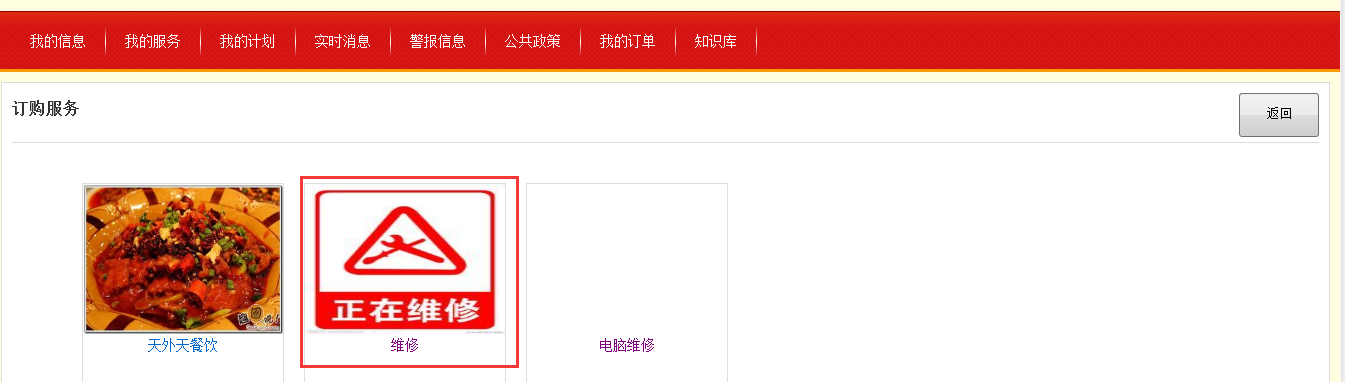 我的信息 我的服务 我的计划 实时消息 警报信息 公共政策 我的订单 知识库
订购服务
返回
正在维修
天外天餐饮 维修 电脑维修